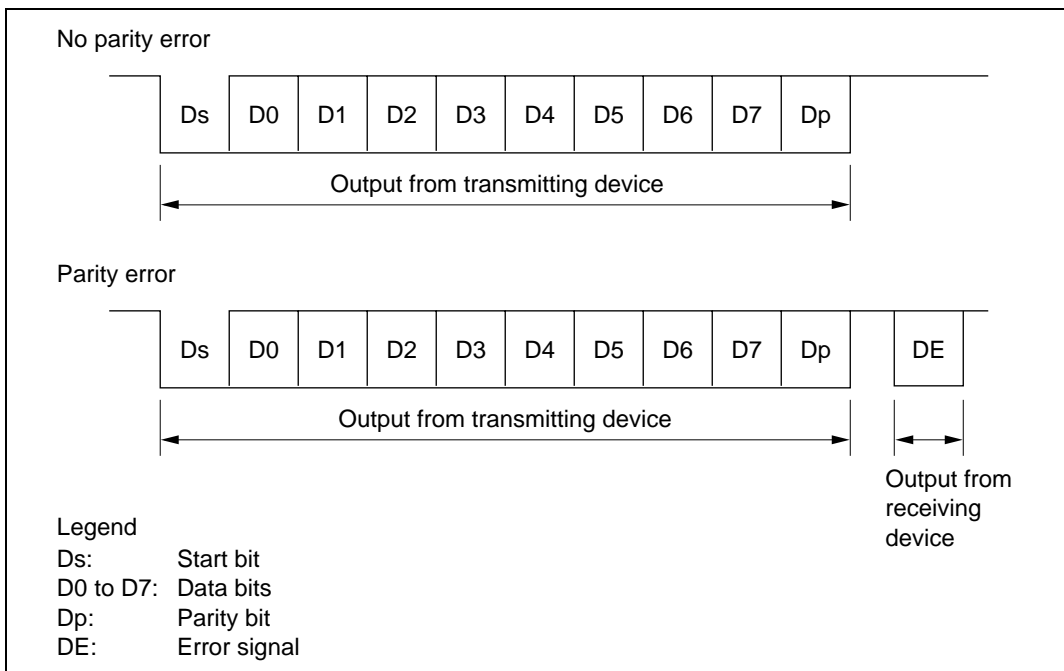 No parity error
Ds D0 D1 D2 D3 D4 D5 D6 D7 Dp
Output from transmitting device
Parity error
Ds D0 D1 D2 D3 D4 D5 D6 D7 Dp DE
Output from transmitting device
Output from
receiving
device
Legend
Ds: Start bit
D0 to D7: Data bits
Dp: Parity bit
DE: Error signal